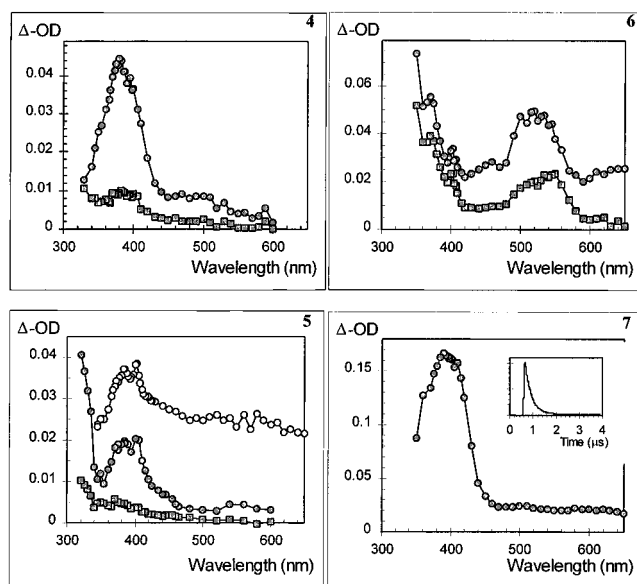 Δ-OD 4
0.04
0.03
0.02
0.01
0
300 400 500 600
Wavelength (nm)
Δ-OD 6
0.08
0.06
0.04
0.02
0
300 400 500 600
Wavelength (nm)
Δ-OD 5
0.04
0.03
0.02
0.01
0.000
300 400 500 600
Wavelength (nm)
Δ-OD 7
0.15
0.1
0.05
0
300 400 500 600
Wavelength (nm)
0 1 2 3 4
Time (μs)